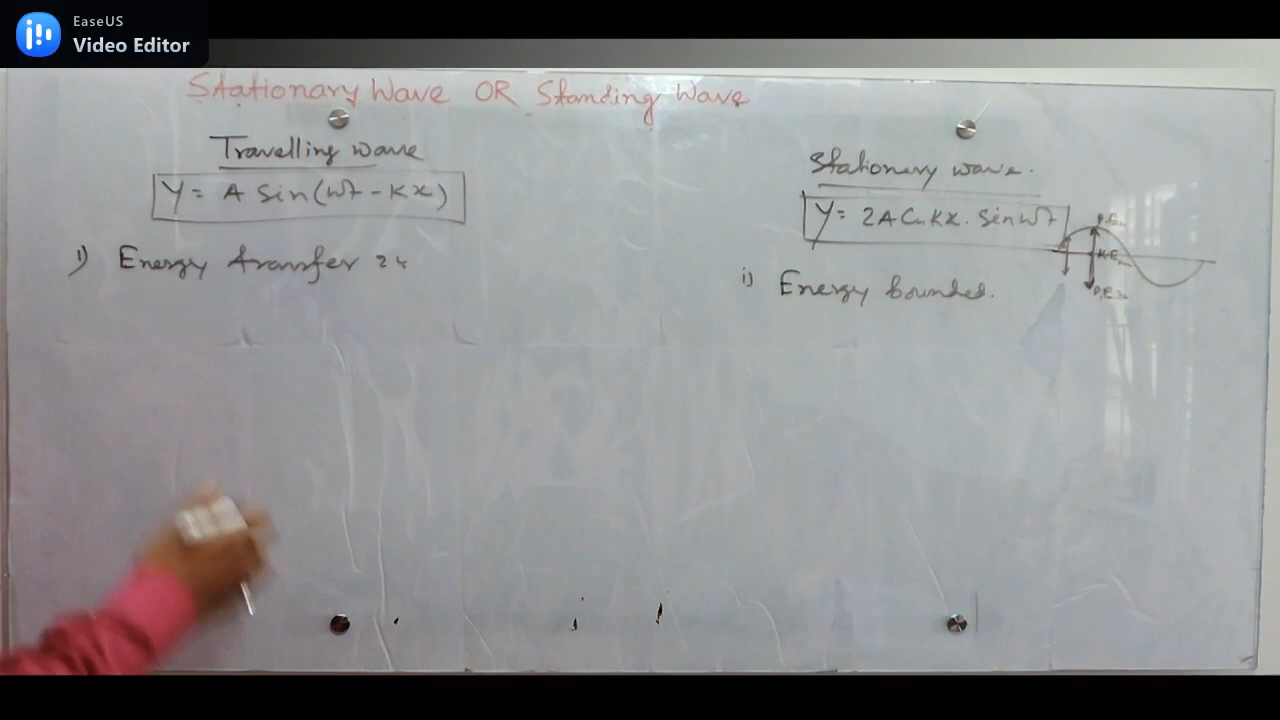 EaseUS
Video Editor
Stationary Wave OR Standing Wave
Travelling wave
Y = A Sin(ωt - Kx)
1) Energy transfer
Stationary wave.
Y = 2A Cos Kx. Sin ωt
P.E.
K.E.
P.E.
i) Energy bounded.